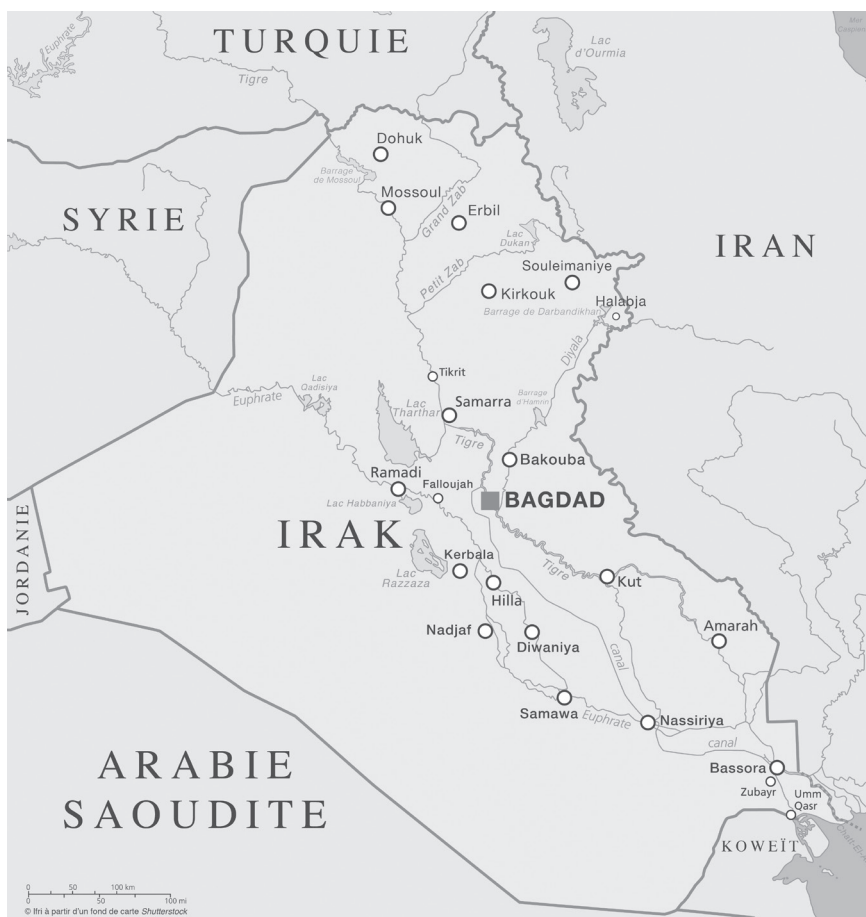 Mer
Caspienne
TURQUIE
Euphrate
Tigre
Lac
d'Ourmia
Dohuk
Barrage
de Mossoul
Mossoul
Grand Zab
Erbil
SYRIE
Lac
Dukan
IRAN
Petit Zab
Souleimaniye
Kirkouk
Halabja
Barrage de Darbandikhan
Diyala
Tikrit
Lac
Qadisiya
Euphrate
Lac
Tharthar
Samarra
Barrage
d'Hamrin
Tigre
Bakouba
Ramadi
Falloujah
BAGDAD
Lac Habbaniya
IRAK
JORDANIE
Kerbala
Lac
Razzaza
Hilla
Tigre
Kut
Nadjaf
Diwaniya
canal
Amarah
Samawa
Euphrate
Nassiriya
canal
Bassora
Zubayr
Umm
Qasr
ARABIE
SAOUDITE
KOWEÏT
0 50 100 km
0 50 100 mi
© Ifri à partir d'un fond de carte Shutterstock